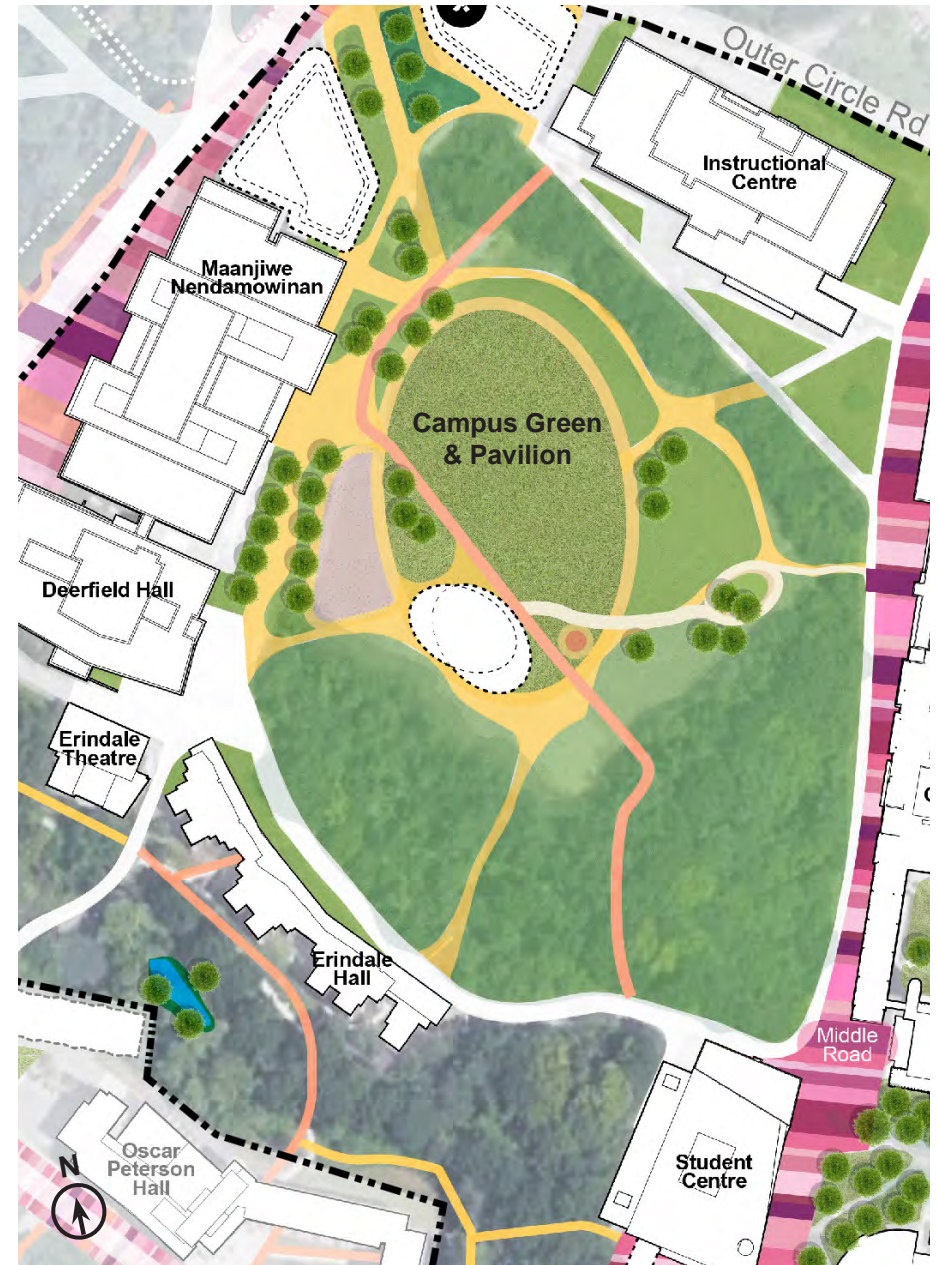 Outer Circle Rd
Instructional
Centre
Maanjiwe
Nendamowinan
Campus Green
& Pavilion
Deerfield Hall
Erindale
Theatre
Erindale
Hall
Middle
Road
Oscar
Peterson
Hall
N
Student
Centre